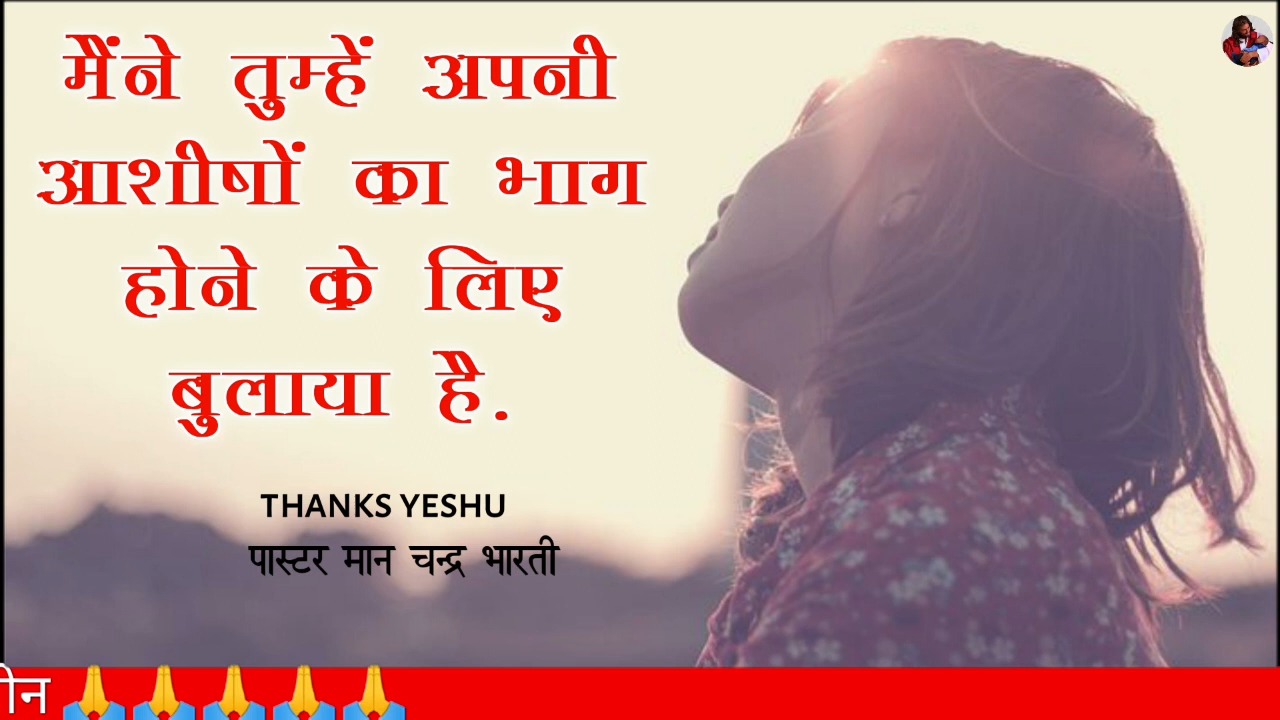 मैंने तुम्हें अपनी
आशीषों का भाग
होने के लिए
बुलाया है.
THANKS YESHU
पास्टर मान चन्द्र भारती
🙏🙏🙏🙏🙏